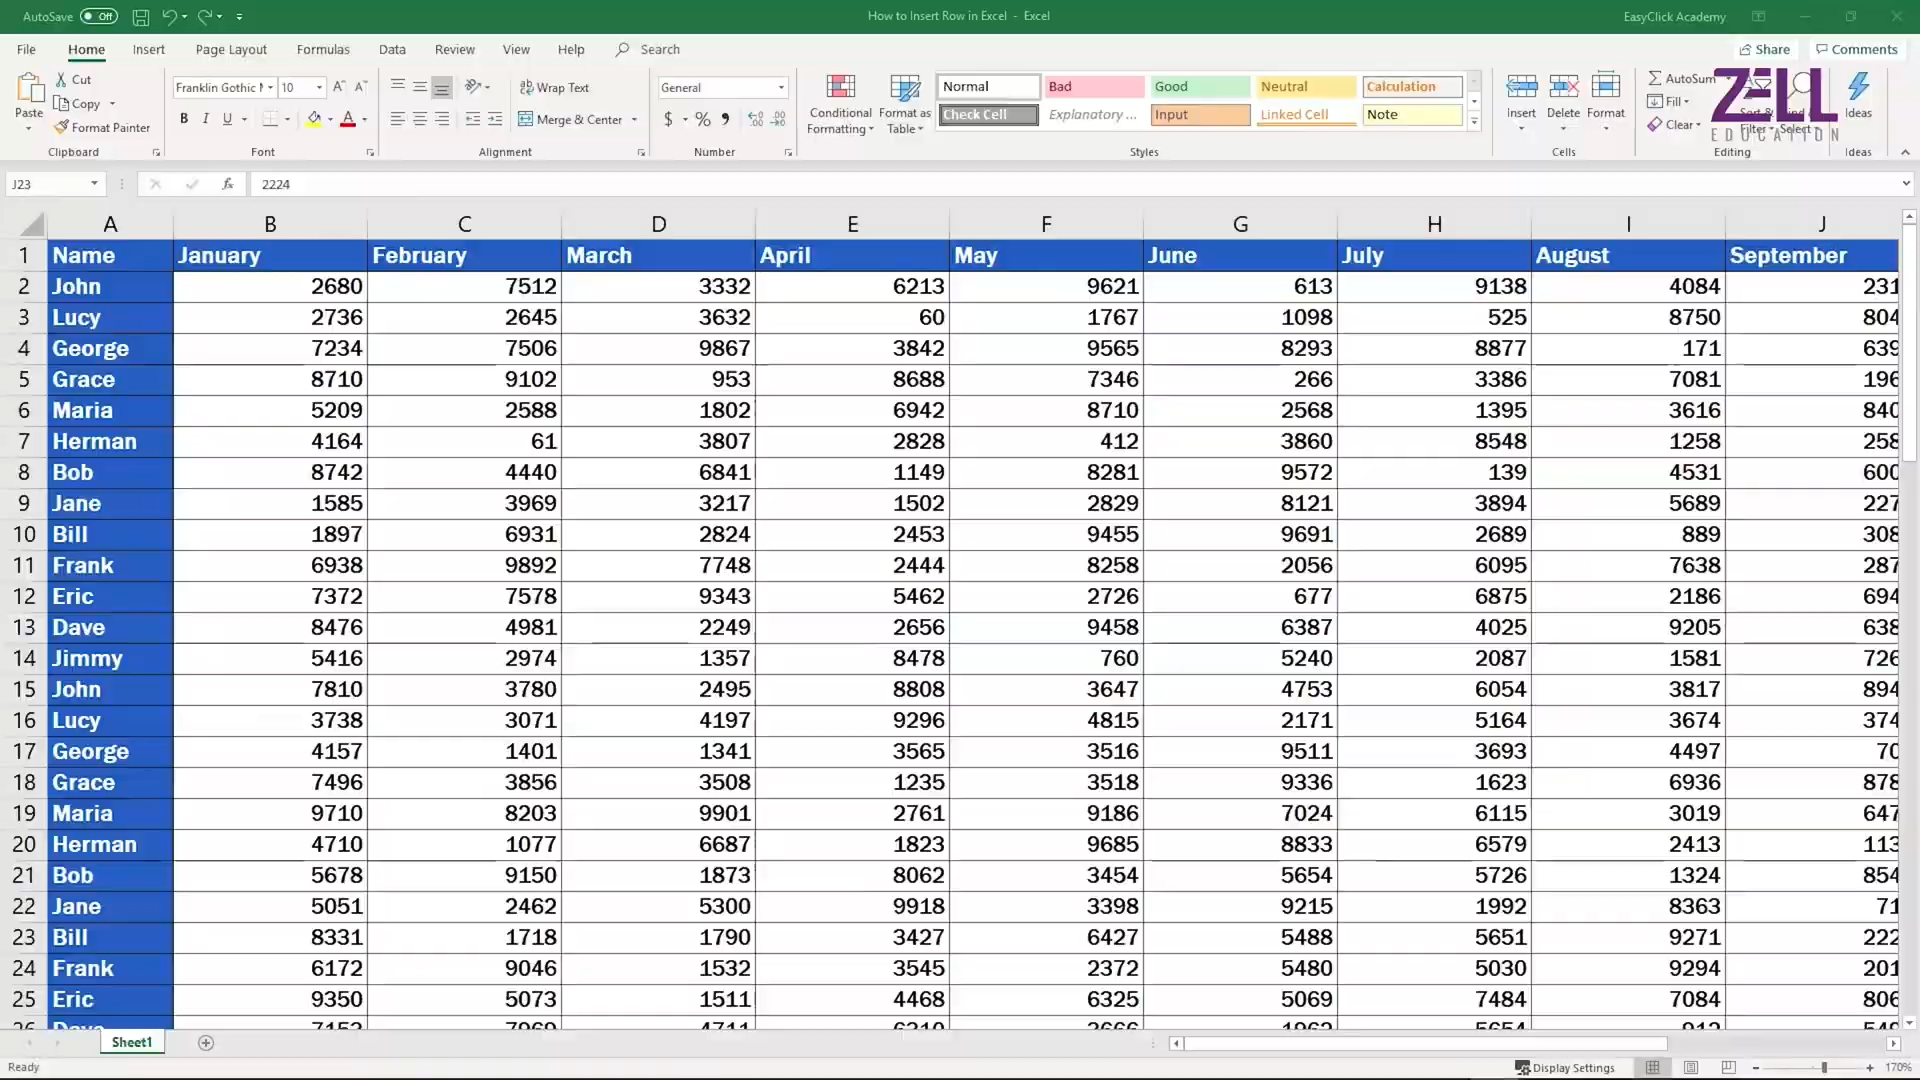 AutoSave Off How to Insert Row in Excel - Excel EasyClick Academy
File Home Insert Page Layout Formulas Data Review View Help Search Share Comments
Paste Cut Copy Format Painter Clipboard
Franklin Gothic 10 B I U A A A Font
Wrap Text Merge & Center Alignment
General $ % Number
Conditional Formatting Format as Table
Normal Bad Good Neutral Calculation
Check Cell Explanatory ... Input Linked Cell Note
Styles
Insert Delete Format Cells
AutoSum Fill Clear Filter Select Editing
ZELL
EDUCATION
Ideas
Ideas
J23 fx 2224
A B C D E F G H I J
1 Name January February March April May June July August September
2 John 2680 7512 3332 6213 9621 613 9138 4084 231
3 Lucy 2736 2645 3632 60 1767 1098 525 8750 804
4 George 7234 7506 9867 3842 9565 8293 8877 171 639
5 Grace 8710 9102 953 8688 7346 266 3386 7081 196
6 Maria 5209 2588 1802 6942 8710 2568 1395 3616 840
7 Herman 4164 61 3807 2828 412 3860 8548 1258 258
8 Bob 8742 4440 6841 1149 8281 9572 139 4531 600
9 Jane 1585 3969 3217 1502 2829 8121 3894 5689 227
10 Bill 1897 6931 2824 2453 9455 9691 2689 889 308
11 Frank 6938 9892 7748 2444 8258 2056 6095 7638 287
12 Eric 7372 7578 9343 5462 2726 677 6875 2186 694
13 Dave 8476 4981 2249 2656 9458 6387 4025 9205 638
14 Jimmy 5416 2974 1357 8478 760 5240 2087 1581 726
15 John 7810 3780 2495 8808 3647 4753 6054 3817 894
16 Lucy 3738 3071 4197 9296 4815 2171 5164 3674 374
17 George 4157 1401 1341 3565 3516 9511 3693 4497 70
18 Grace 7496 3856 3508 1235 3518 9336 1623 6936 878
19 Maria 9710 8203 9901 2761 9186 7024 6115 3019 647
20 Herman 4710 1077 6687 1823 9685 8833 6579 2413 113
21 Bob 5678 9150 1873 8062 3454 5654 5726 1324 854
22 Jane 5051 2462 5300 9918 3398 9215 1992 8363 71
23 Bill 8331 1718 1790 3427 6427 5488 5651 9271 222
24 Frank 6172 9046 1532 3545 2372 5480 5030 9294 201
25 Eric 9350 5073 1511 4468 6325 5069 7484 7084 806
Sheet1
Ready Display Settings 170%